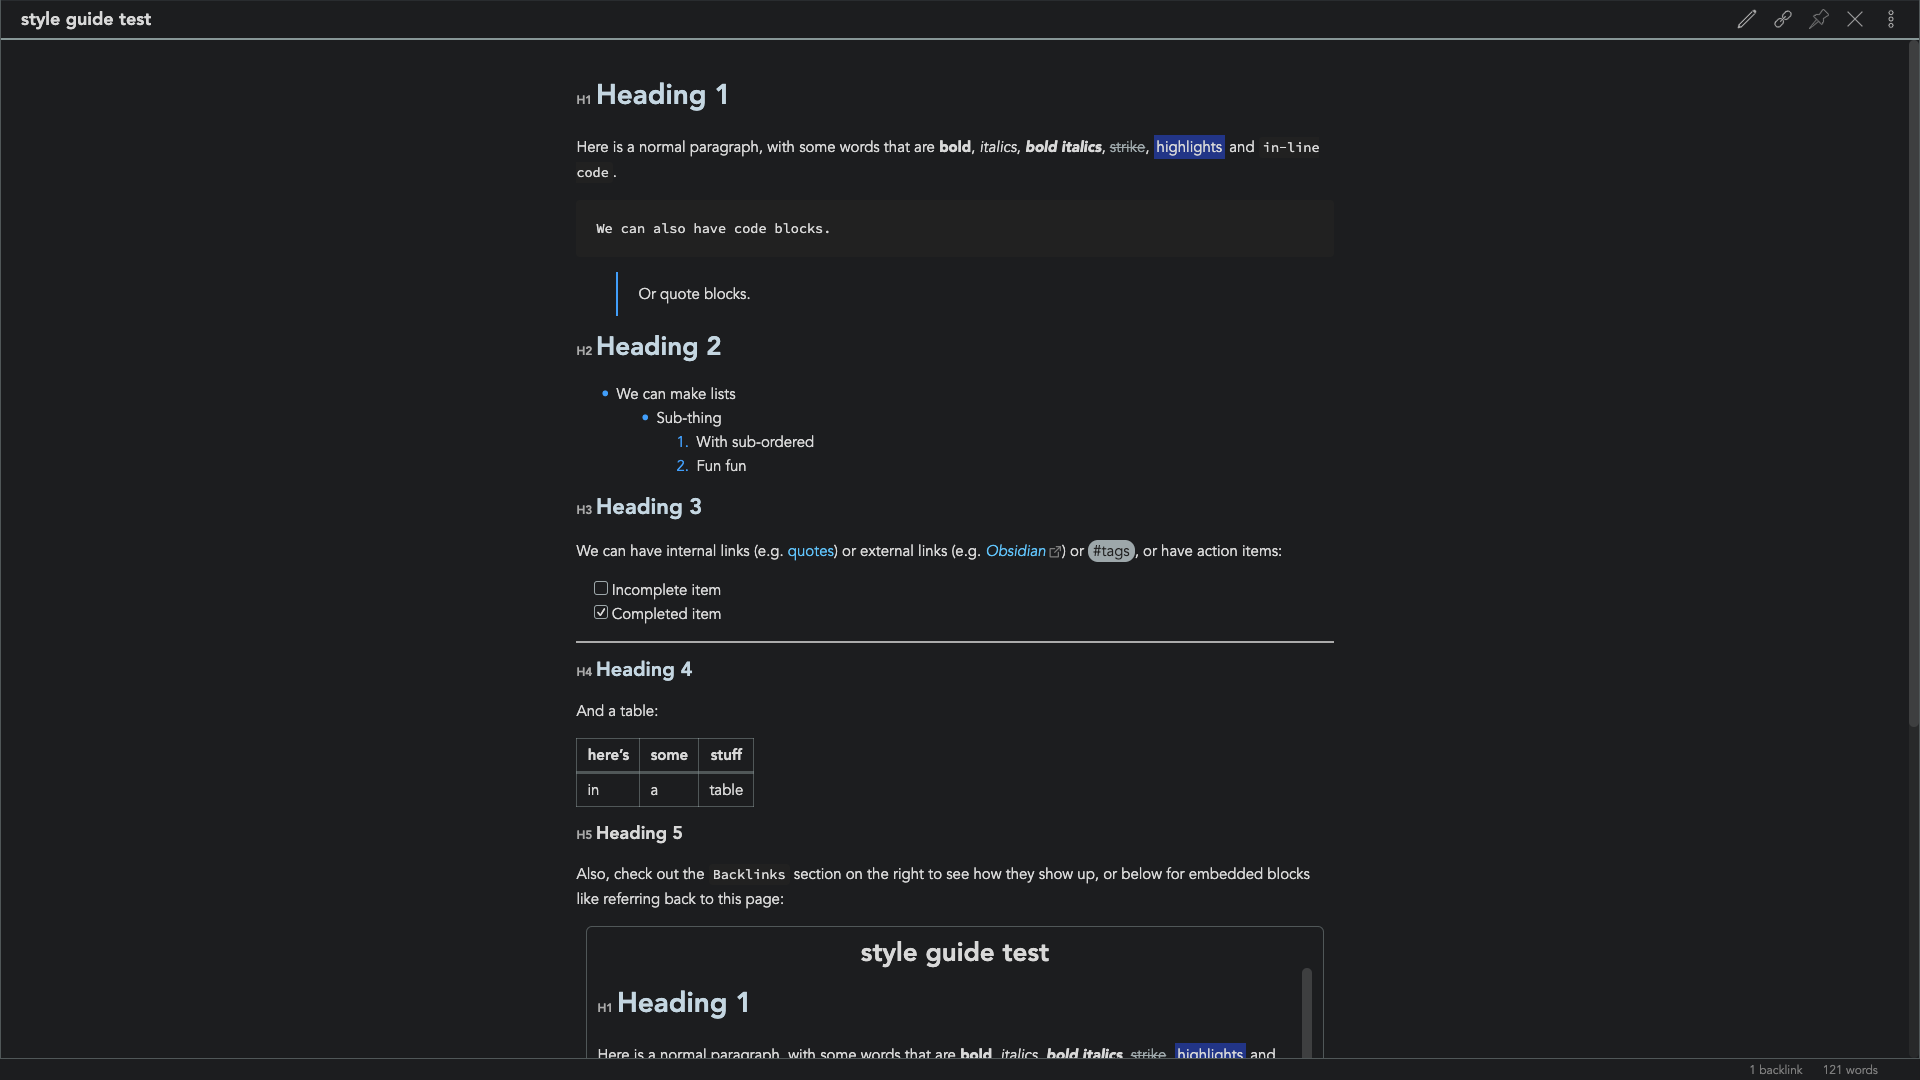 style guide test
H1 Heading 1
Here is a normal paragraph, with some words that are bold, italics, bold italics, strike, highlights and in-line
code.
We can also have code blocks.
Or quote blocks.
H2 Heading 2
• We can make lists
• Sub-thing
1. With sub-ordered
2. Fun fun
H3 Heading 3
We can have internal links (e.g. quotes) or external links (e.g. Obsidian) or #tags, or have action items:
Incomplete item
Completed item
H4 Heading 4
And a table:
here's some stuff
in a table
H5 Heading 5
Also, check out the Backlinks section on the right to see how they show up, or below for embedded blocks
like referring back to this page:
style guide test
H1 Heading 1
Here is a normal paragraph, with some words that are bold, italics, bold italics, strike, highlights and
1 backlink 121 words